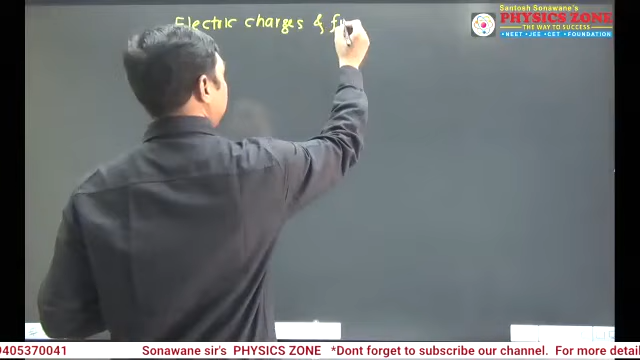 Electric charges &
Santosh Sonawane's
PHYSICS ZONE
THE WAY TO SUCCESS
• NEET • JEE • CET • FOUNDATION
9405370041 Sonawane sir's PHYSICS ZONE *Dont forget to subscribe our channel. For more detai